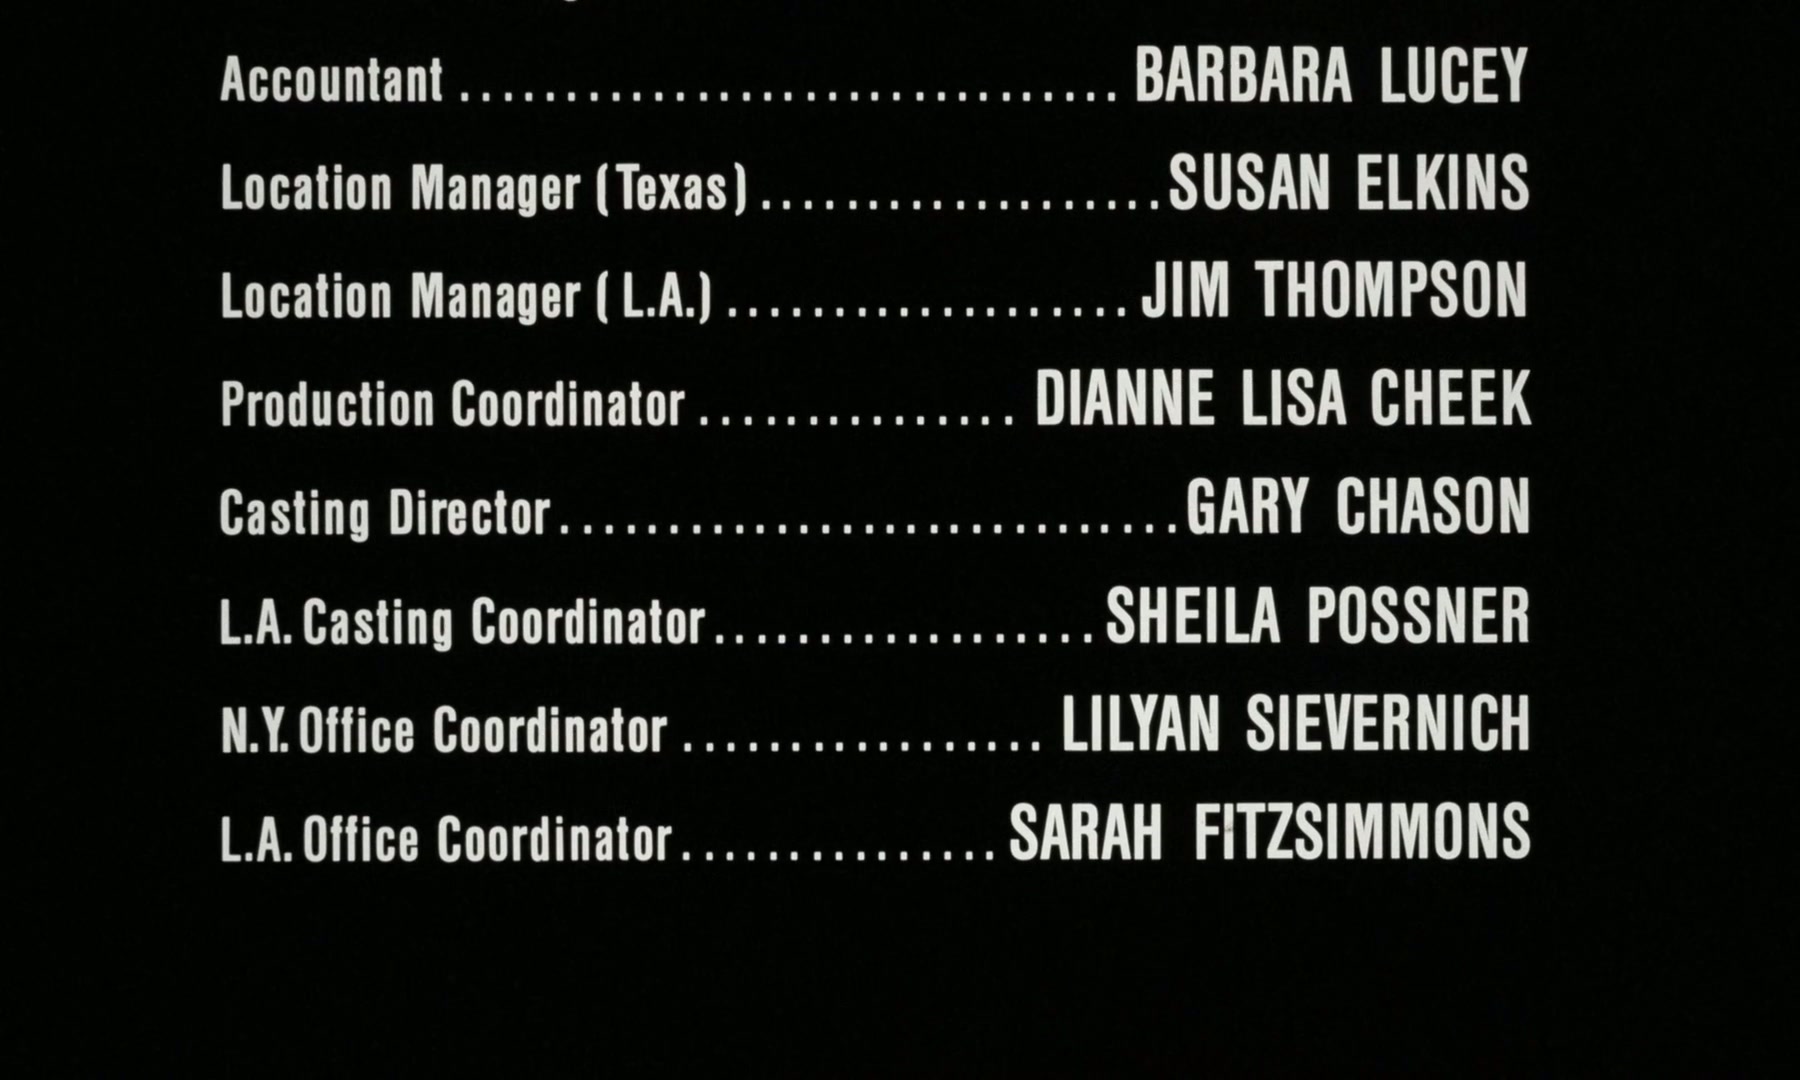 Accountant ............................... BARBARA LUCEY
Location Manager (Texas) ................... SUSAN ELKINS
Location Manager ( L.A.) ................... JIM THOMPSON
Production Coordinator ............... DIANNE LISA CHEEK
Casting Director ............................. GARY CHASON
L.A. Casting Coordinator .................. SHEILA POSSNER
N.Y. Office Coordinator ................. LILYAN SIEVERNICH
L.A. Office Coordinator ............... SARAH FITZSIMMONS